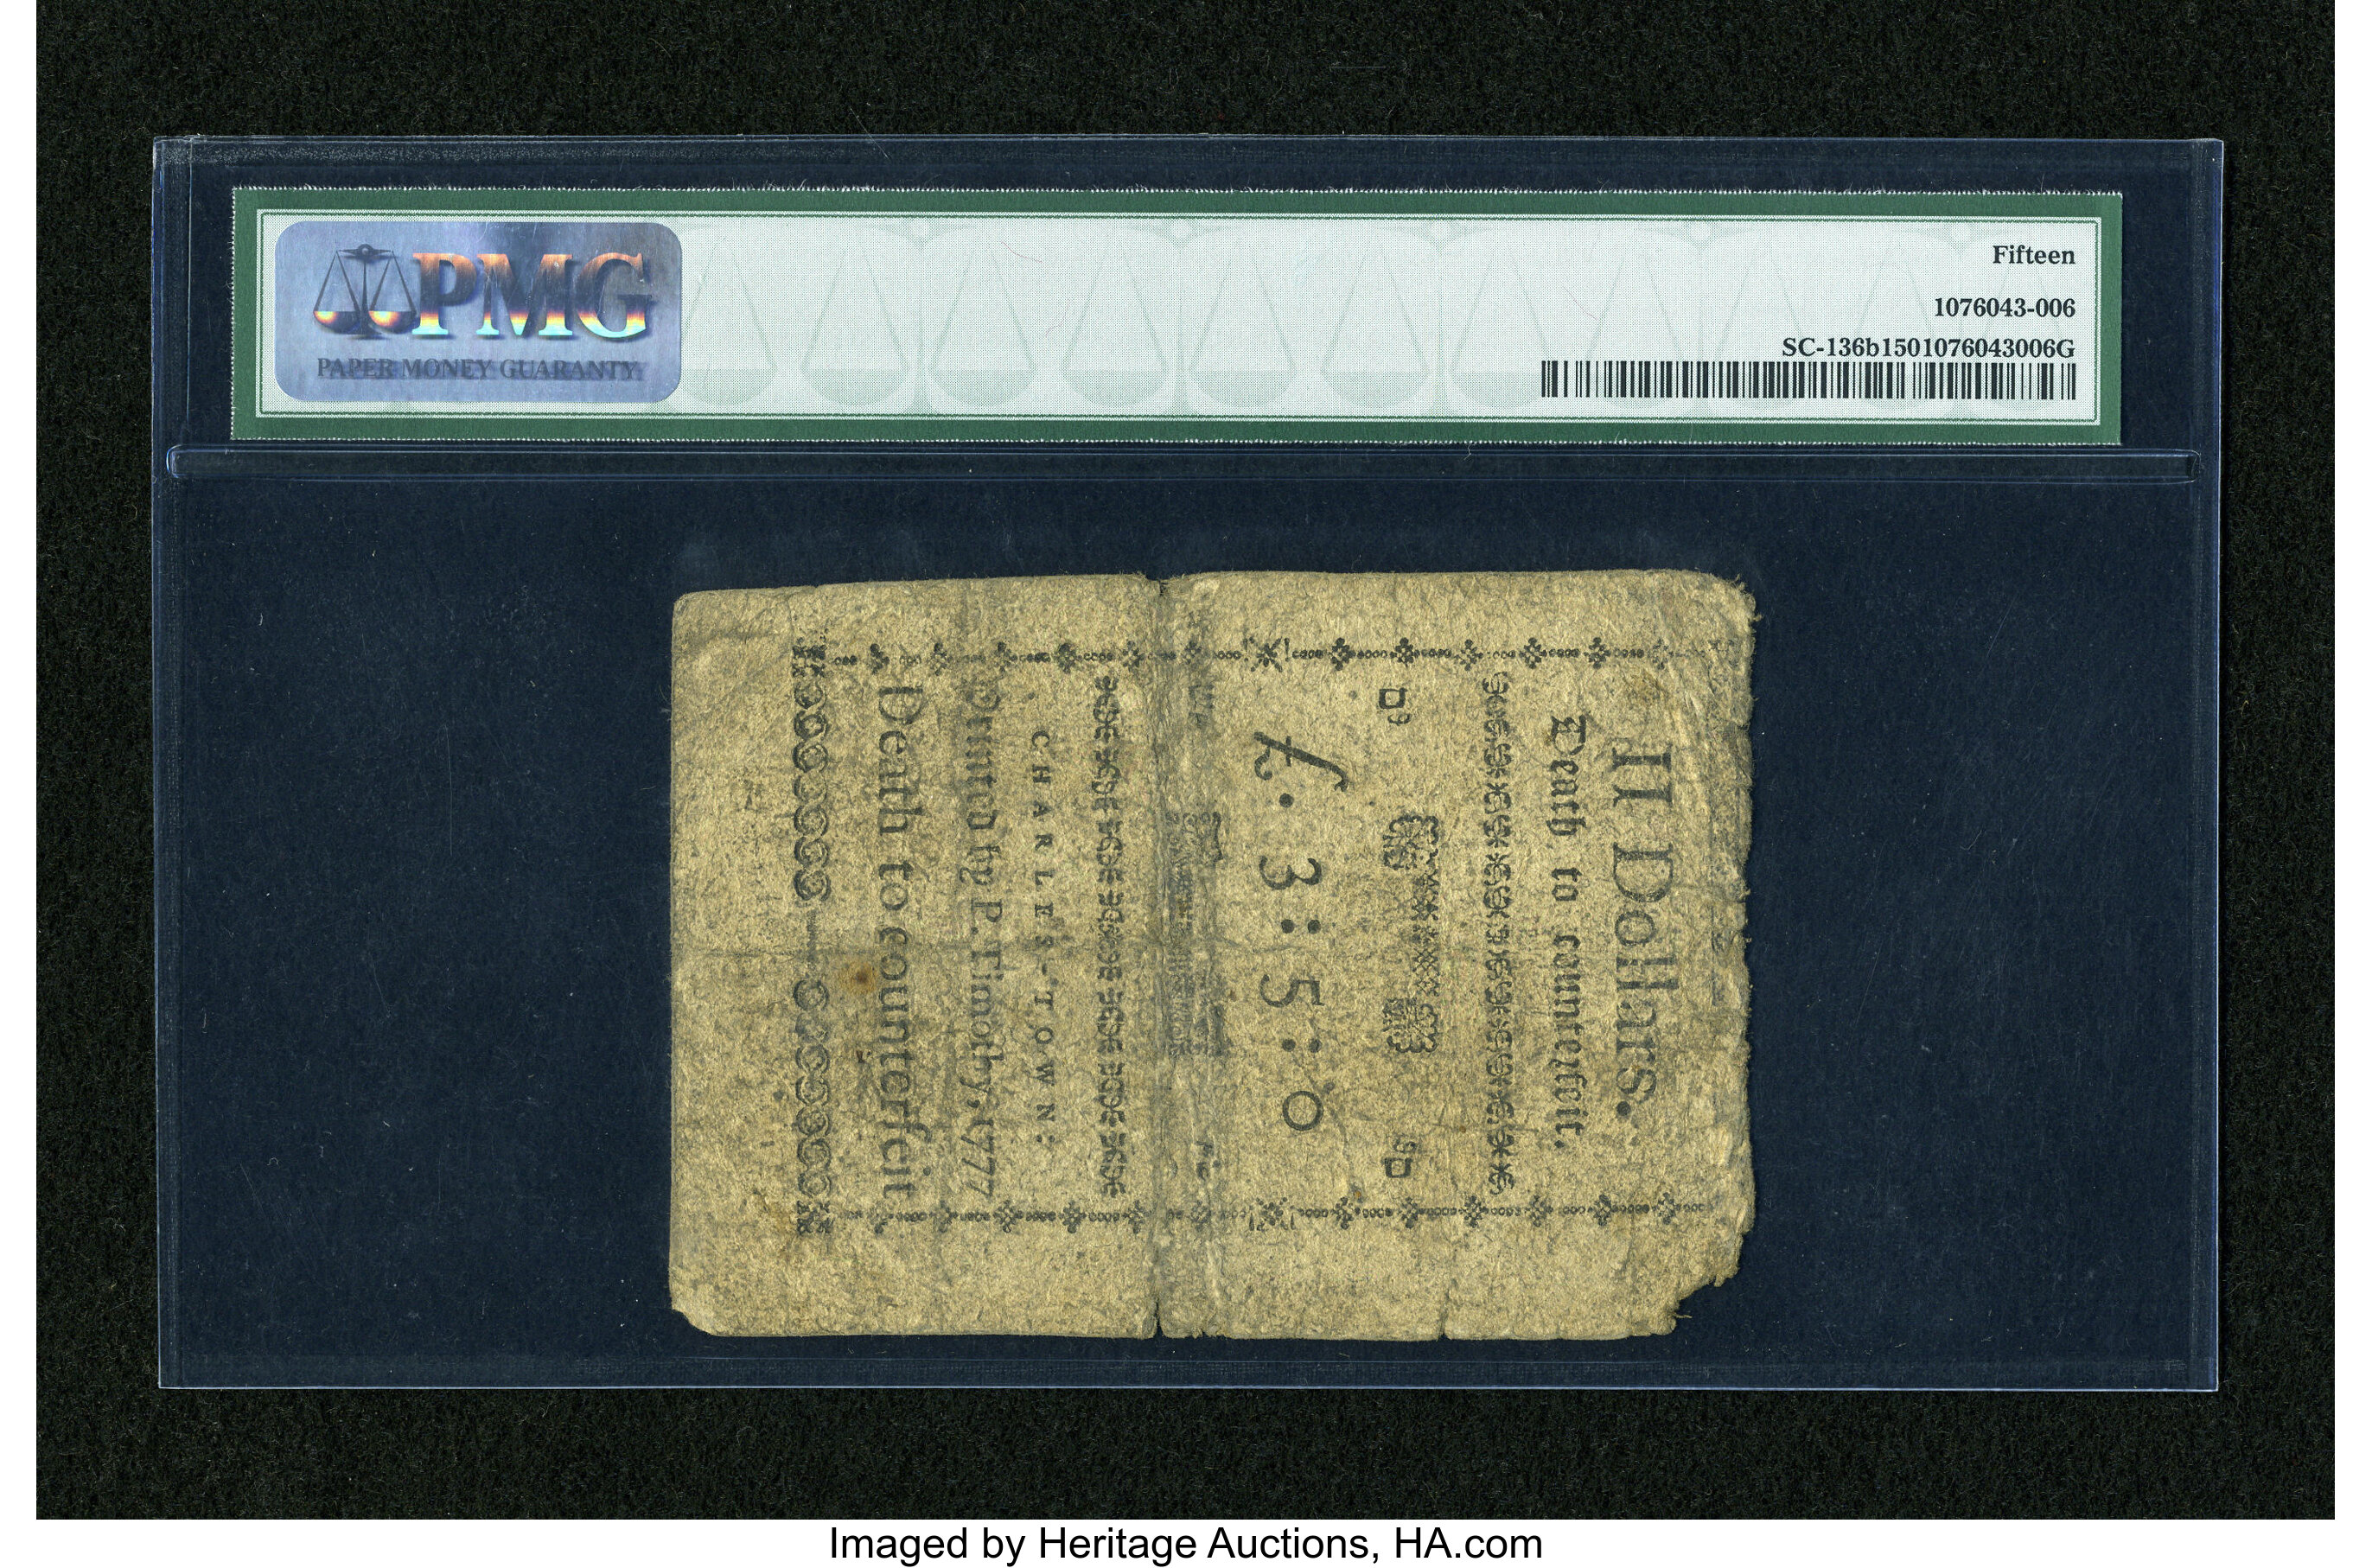 PMG
PAPER MONEY GUARANTY
Fifteen
1076043-006
SC-136b1501076043006G
II Dollars.
Death to counterfeit.
£. 3 : 5 : 0
CHARLES-TOWN:
Printed by P. Timothy, 1777
Death to counterfeit
Imaged by Heritage Auctions, HA.com